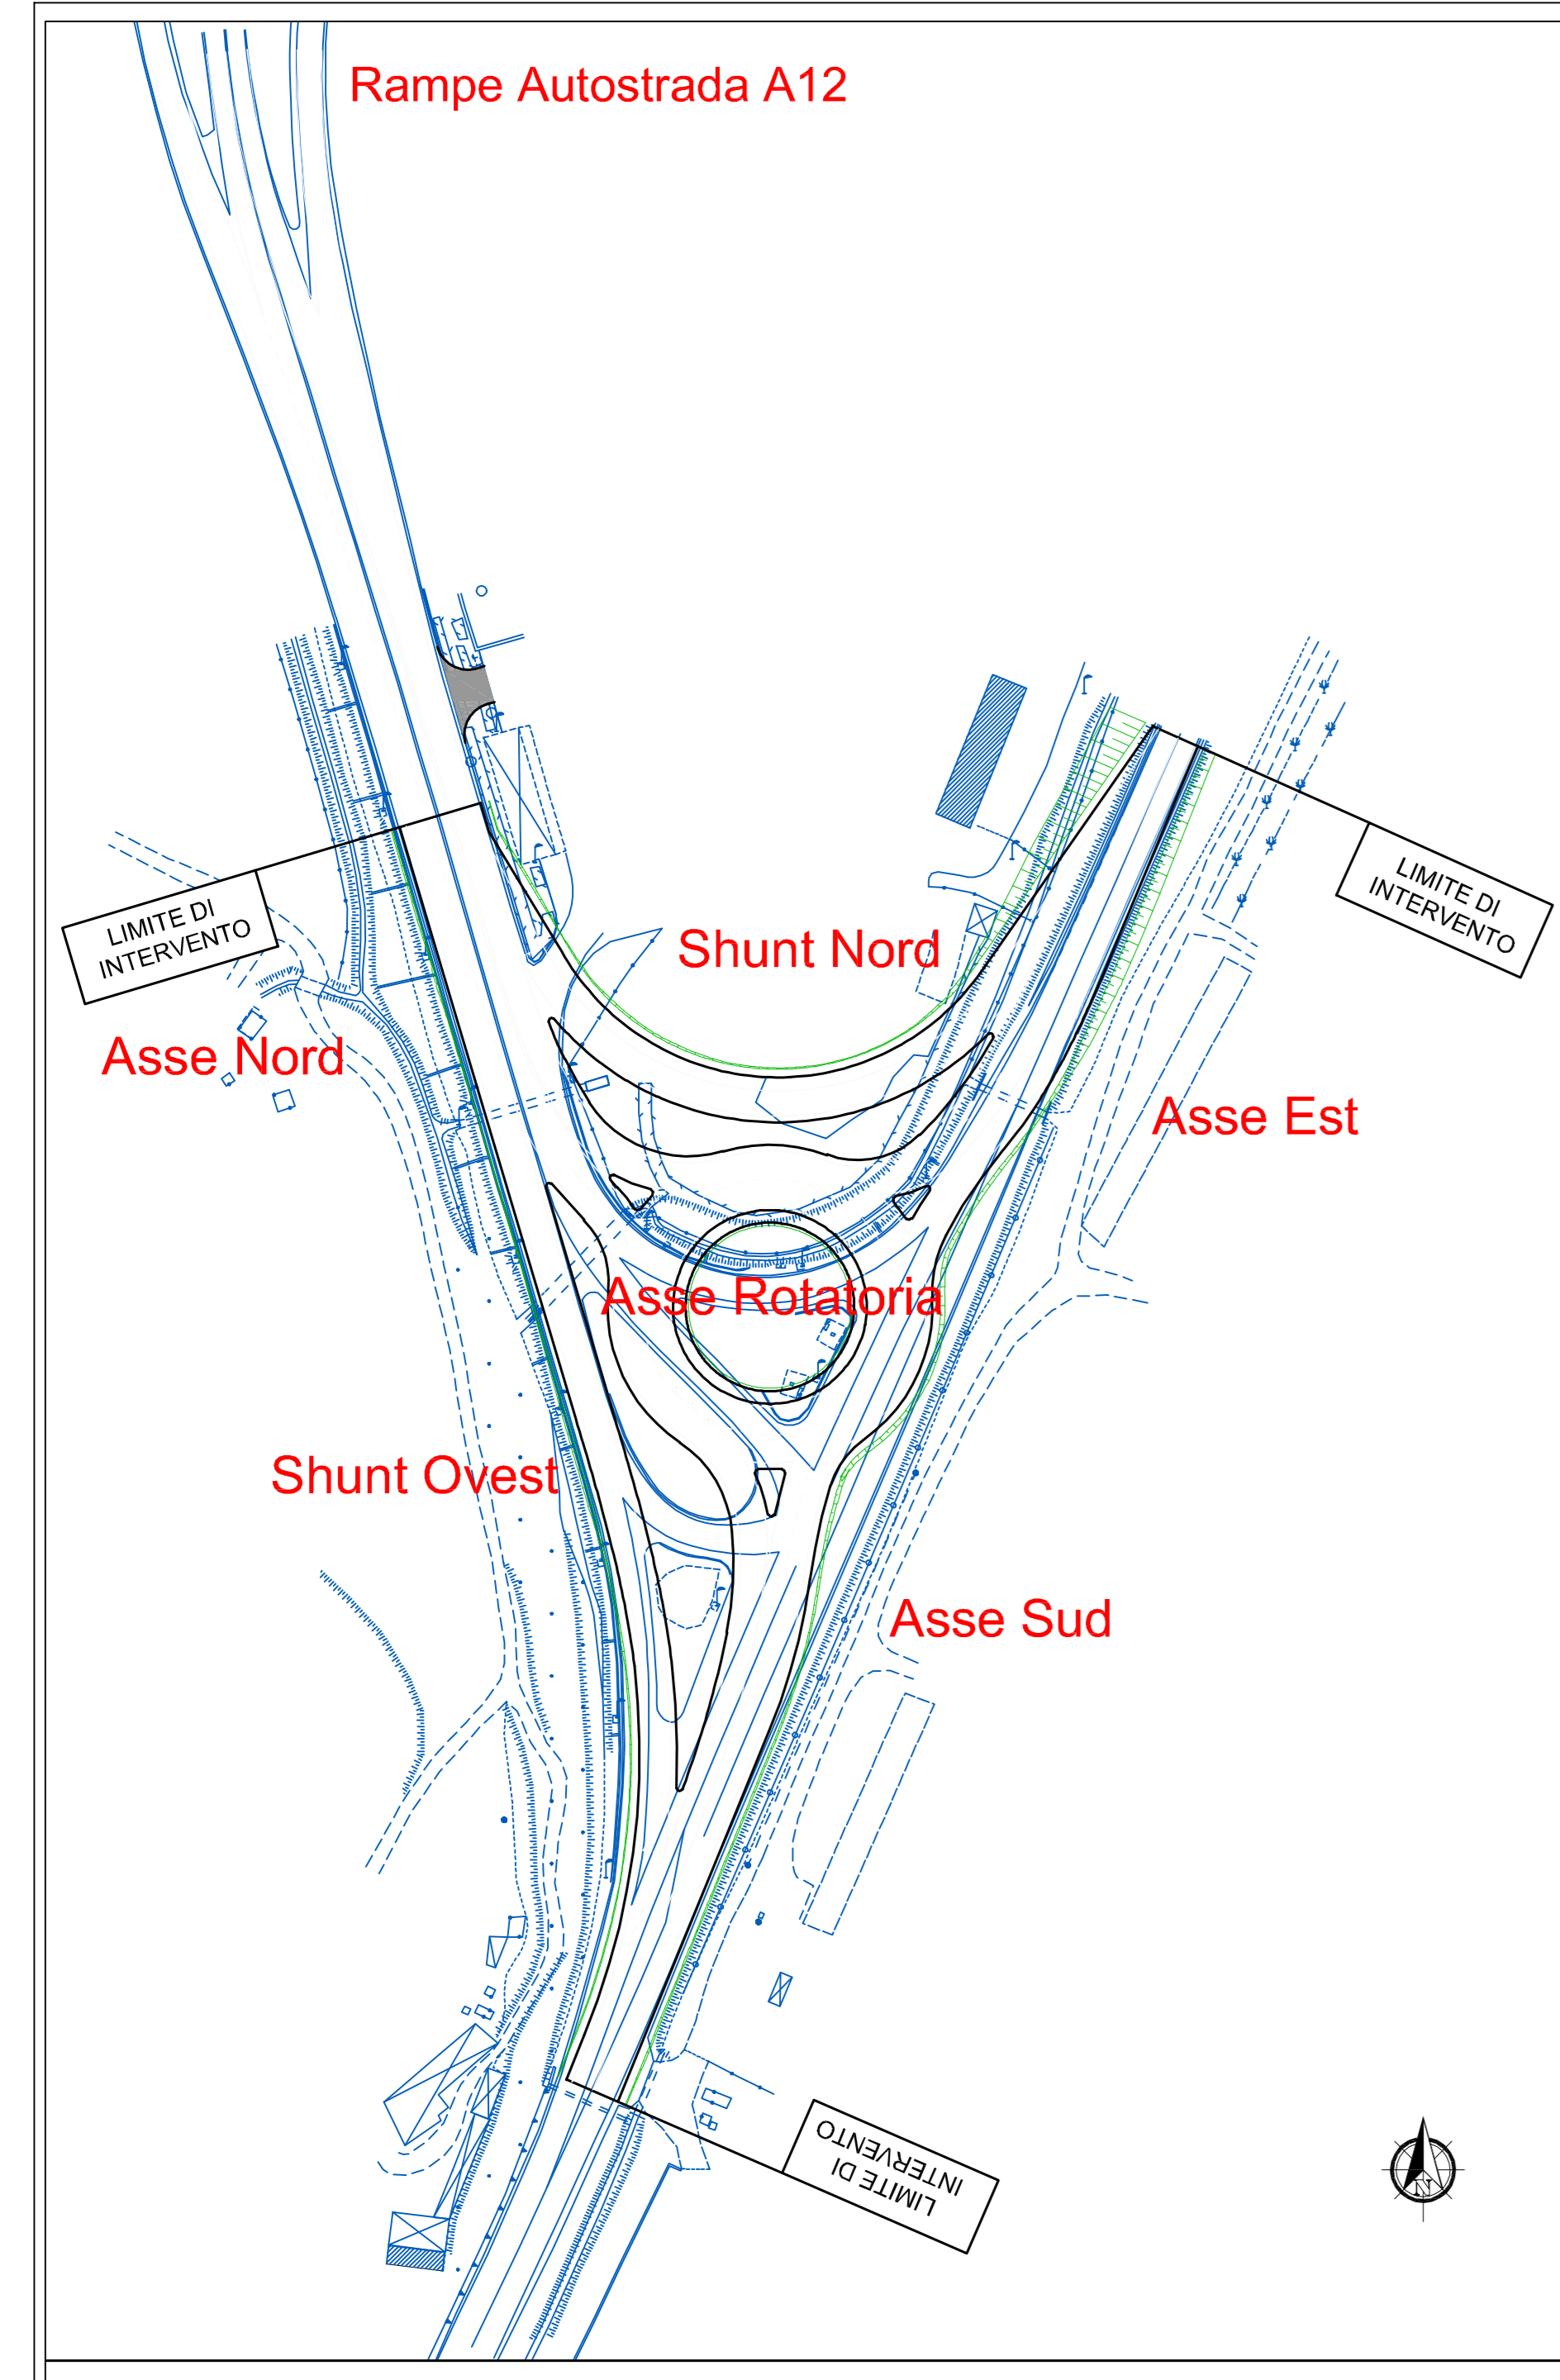 Rampe Autostrada A12
LIMITE DI
INTERVENTO
LIMITE DI
INTERVENTO
Shunt Nord
Asse Nord
Asse Est
Asse Rotatoria
Shunt Ovest
Asse Sud
LIMITE DI
INTERVENTO
N